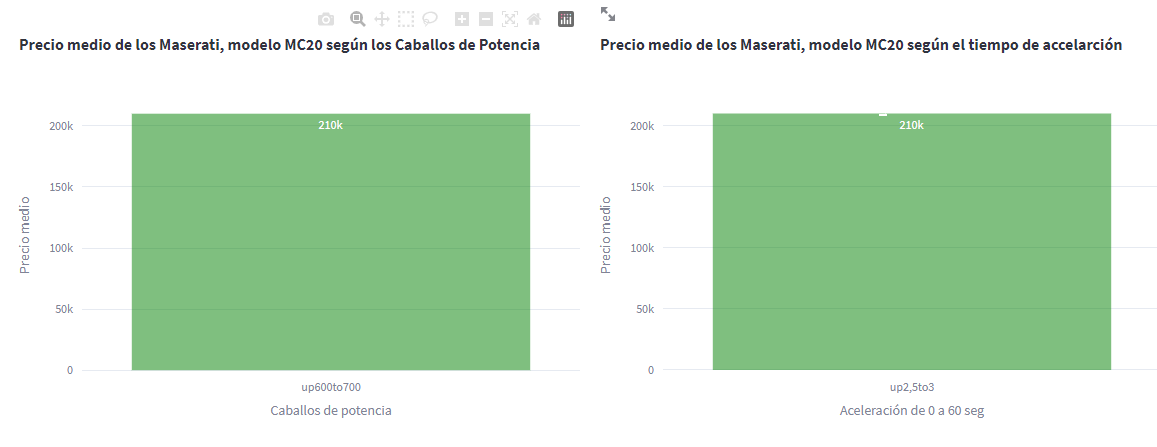 Precio medio de los Maserati, modelo MC20 según los Caballos de Potencia
210k
200k
150k
100k
50k
0
Precio medio
up600to700
Caballos de potencia
Precio medio de los Maserati, modelo MC20 según el tiempo de accelarción
210k
200k
150k
100k
50k
0
Precio medio
up2,5to3
Aceleración de 0 a 60 seg